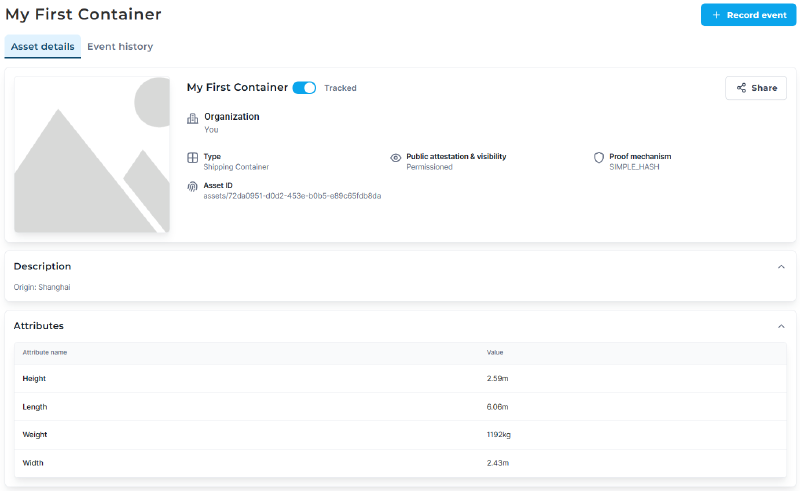 My First Container
+ Record event
Asset details Event history
My First Container Tracked
Share
Organization
You
Type
Shipping Container
Public attestation & visibility
Permissioned
Proof mechanism
SIMPLE_HASH
Asset ID
assets/72da0951-d0d2-453e-b0b5-e89c65fdb8da
Description
Origin: Shanghai
Attributes
Attribute name Value
Height 2.59m
Length 6.06m
Weight 1192kg
Width 2.43m